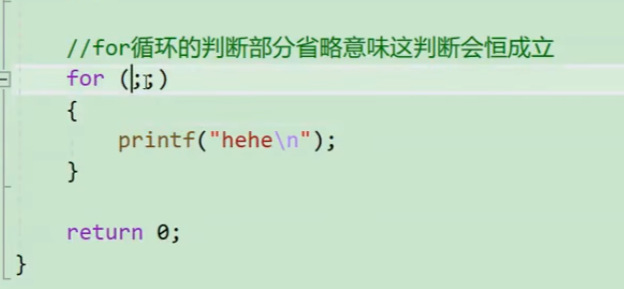 //for循环的判断部分省略意味这判断会恒成立
for (;;)
{
printf("hehe\n");
}
return 0;
}